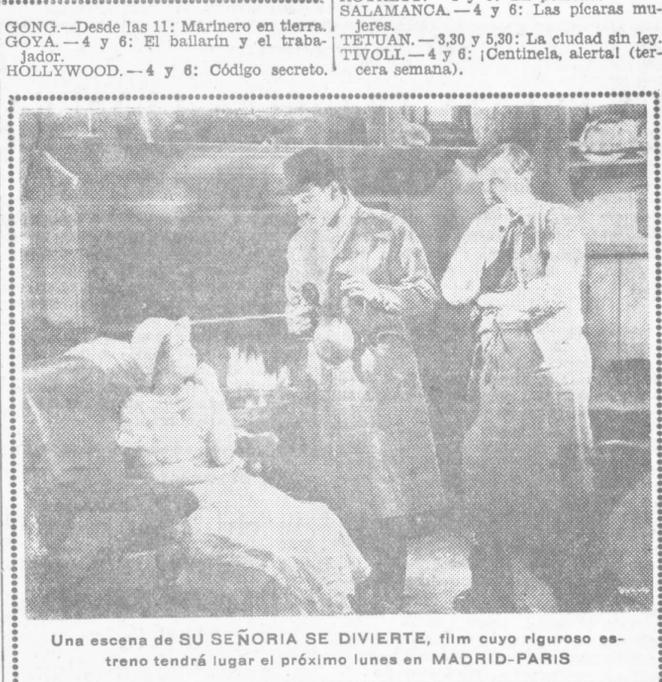 GONG.—Desde las 11: Marinero en tierra.
GOYA. — 4 y 6: El bailarín y el traba-
jador.
HOLLYWOOD. — 4 y 6: Código secreto.
SALAMANCA. — 4 y 6: Las pícaras mu-
jeres.
TETUAN. — 3,30 y 5,30: La ciudad sin ley.
TIVOLI. — 4 y 6: ¡Centinela, alerta! (ter-
cera semana).
Una escena de SU SEÑORIA SE DIVIERTE, film cuyo riguroso es-
treno tendrá lugar el próximo lunes en MADRID-PARIS